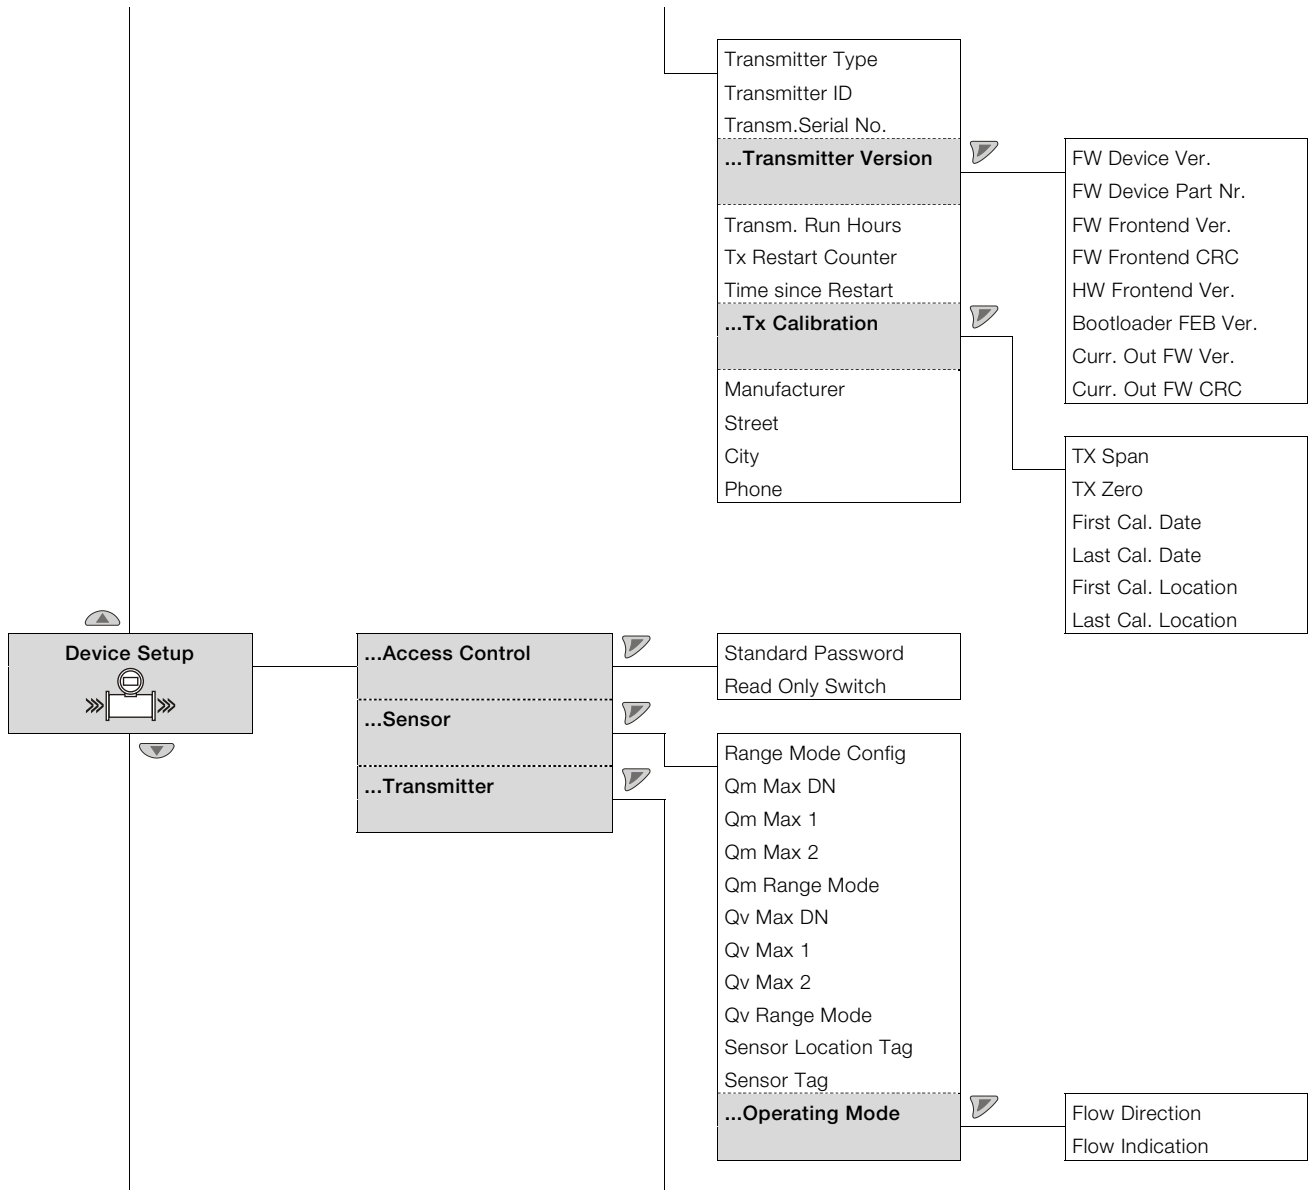 Transmitter Type
Transmitter ID
Transm.Serial No.
...Transmitter Version
Transm. Run Hours
Tx Restart Counter
Time since Restart
...Tx Calibration
Manufacturer
Street
City
Phone
FW Device Ver.
FW Device Part Nr.
FW Frontend Ver.
FW Frontend CRC
HW Frontend Ver.
Bootloader FEB Ver.
Curr. Out FW Ver.
Curr. Out FW CRC
TX Span
TX Zero
First Cal. Date
Last Cal. Date
First Cal. Location
Last Cal. Location
Device Setup
...Access Control
...Sensor
...Transmitter
Standard Password
Read Only Switch
Range Mode Config
Qm Max DN
Qm Max 1
Qm Max 2
Qm Range Mode
Qv Max DN
Qv Max 1
Qv Max 2
Qv Range Mode
Sensor Location Tag
Sensor Tag
...Operating Mode
Flow Direction
Flow Indication